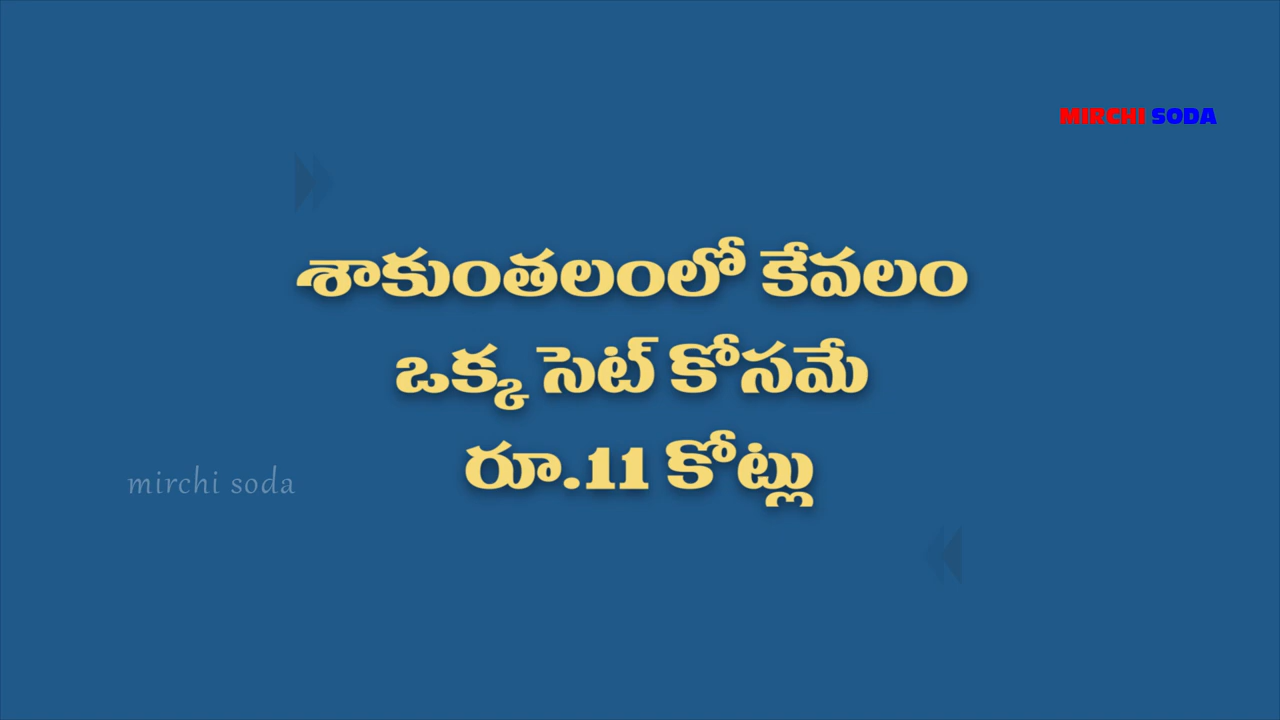 MIRCHI SODA
శాకుంతలంలో కేవలం
ఒక్క సెట్ కోసమే
రూ.11 కోట్లు
mirchi soda